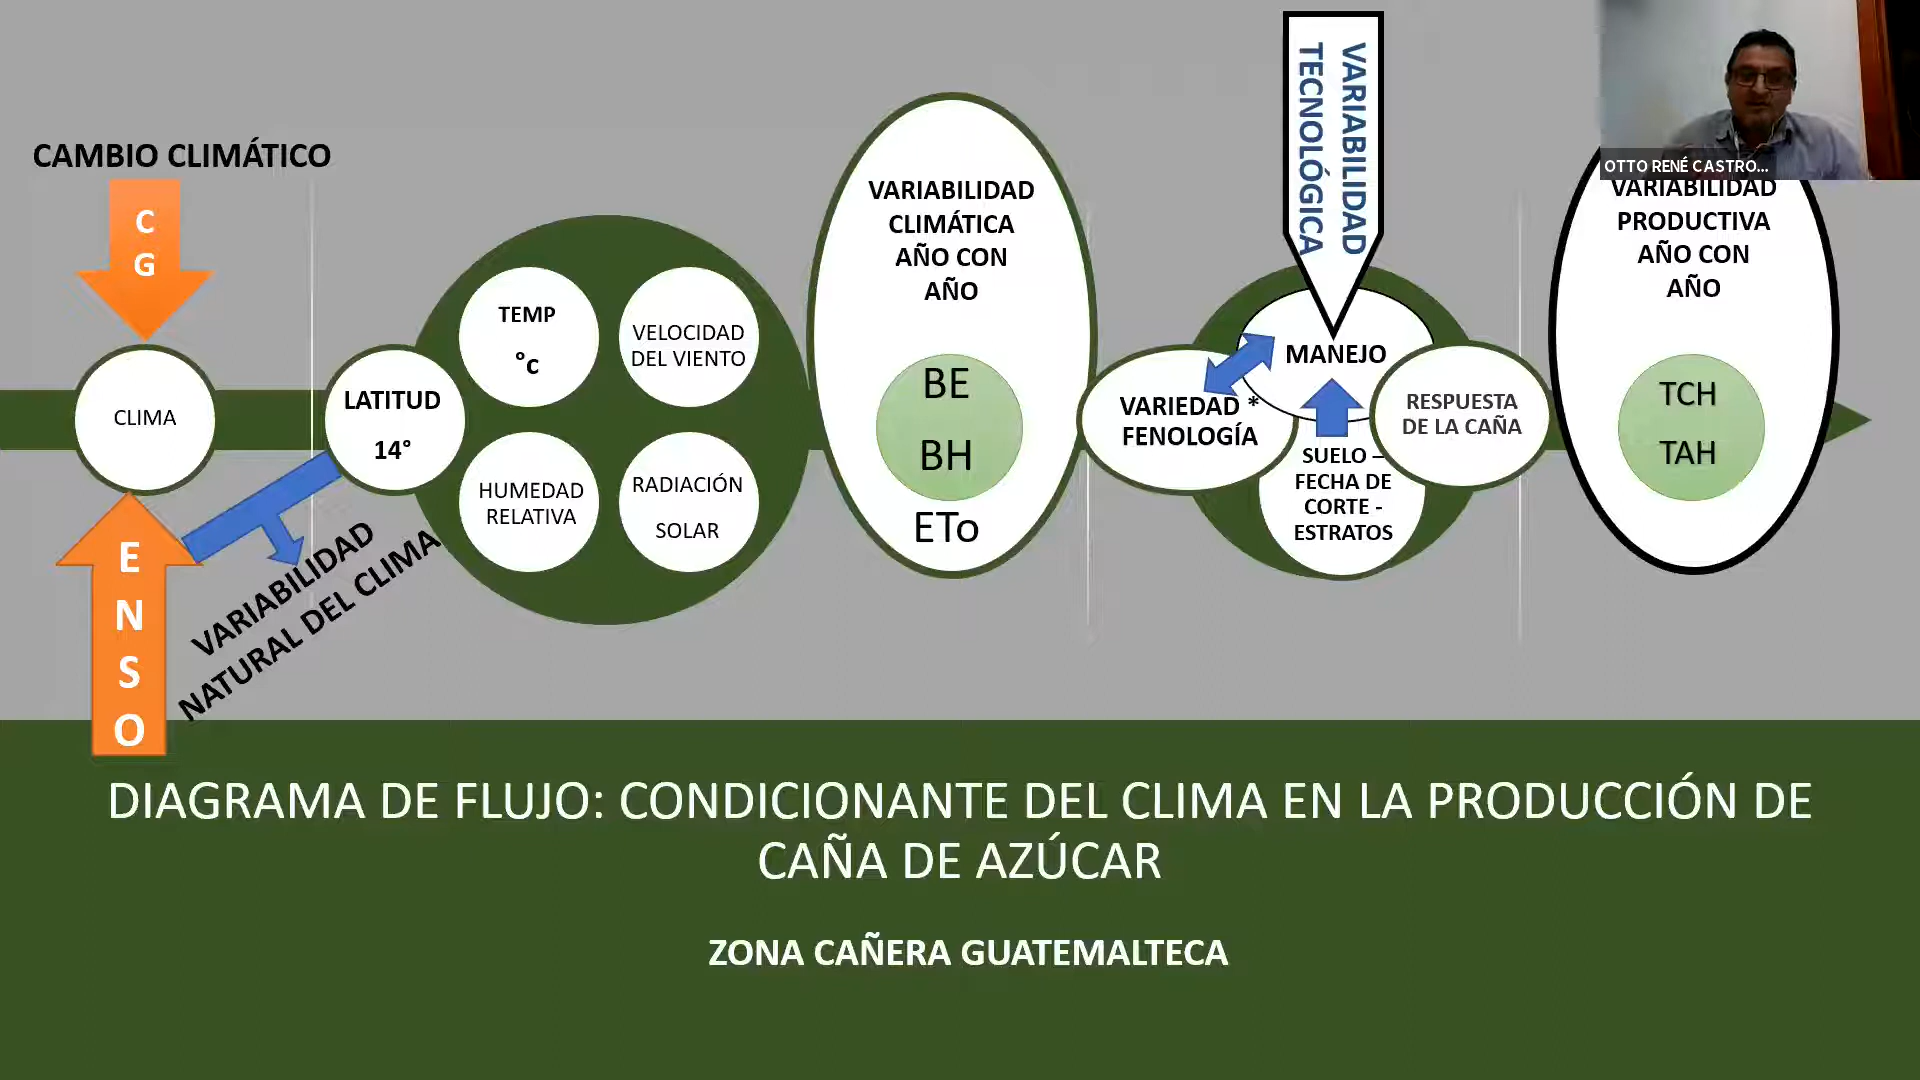 CAMBIO CLIMÁTICO
C
G
CLIMA
E
N
S
O
VARIABILIDAD
NATURAL DEL CLIMA
LATITUD
14°
TEMP
°c
VELOCIDAD
DEL VIENTO
HUMEDAD
RELATIVA
RADIACIÓN
SOLAR
VARIABILIDAD
CLIMÁTICA
AÑO CON
AÑO
BE
BH
ETo
VARIABILIDAD
TECNOLÓGICA
MANEJO
VARIEDAD *
FENOLOGÍA
SUELO –
FECHA DE
CORTE -
ESTRATOS
RESPUESTA
DE LA CAÑA
OTTO RENÉ CASTRO...
VARIABILIDAD
PRODUCTIVA
AÑO CON
AÑO
TCH
TAH
DIAGRAMA DE FLUJO: CONDICIONANTE DEL CLIMA EN LA PRODUCCIÓN DE
CAÑA DE AZÚCAR
ZONA CAÑERA GUATEMALTECA